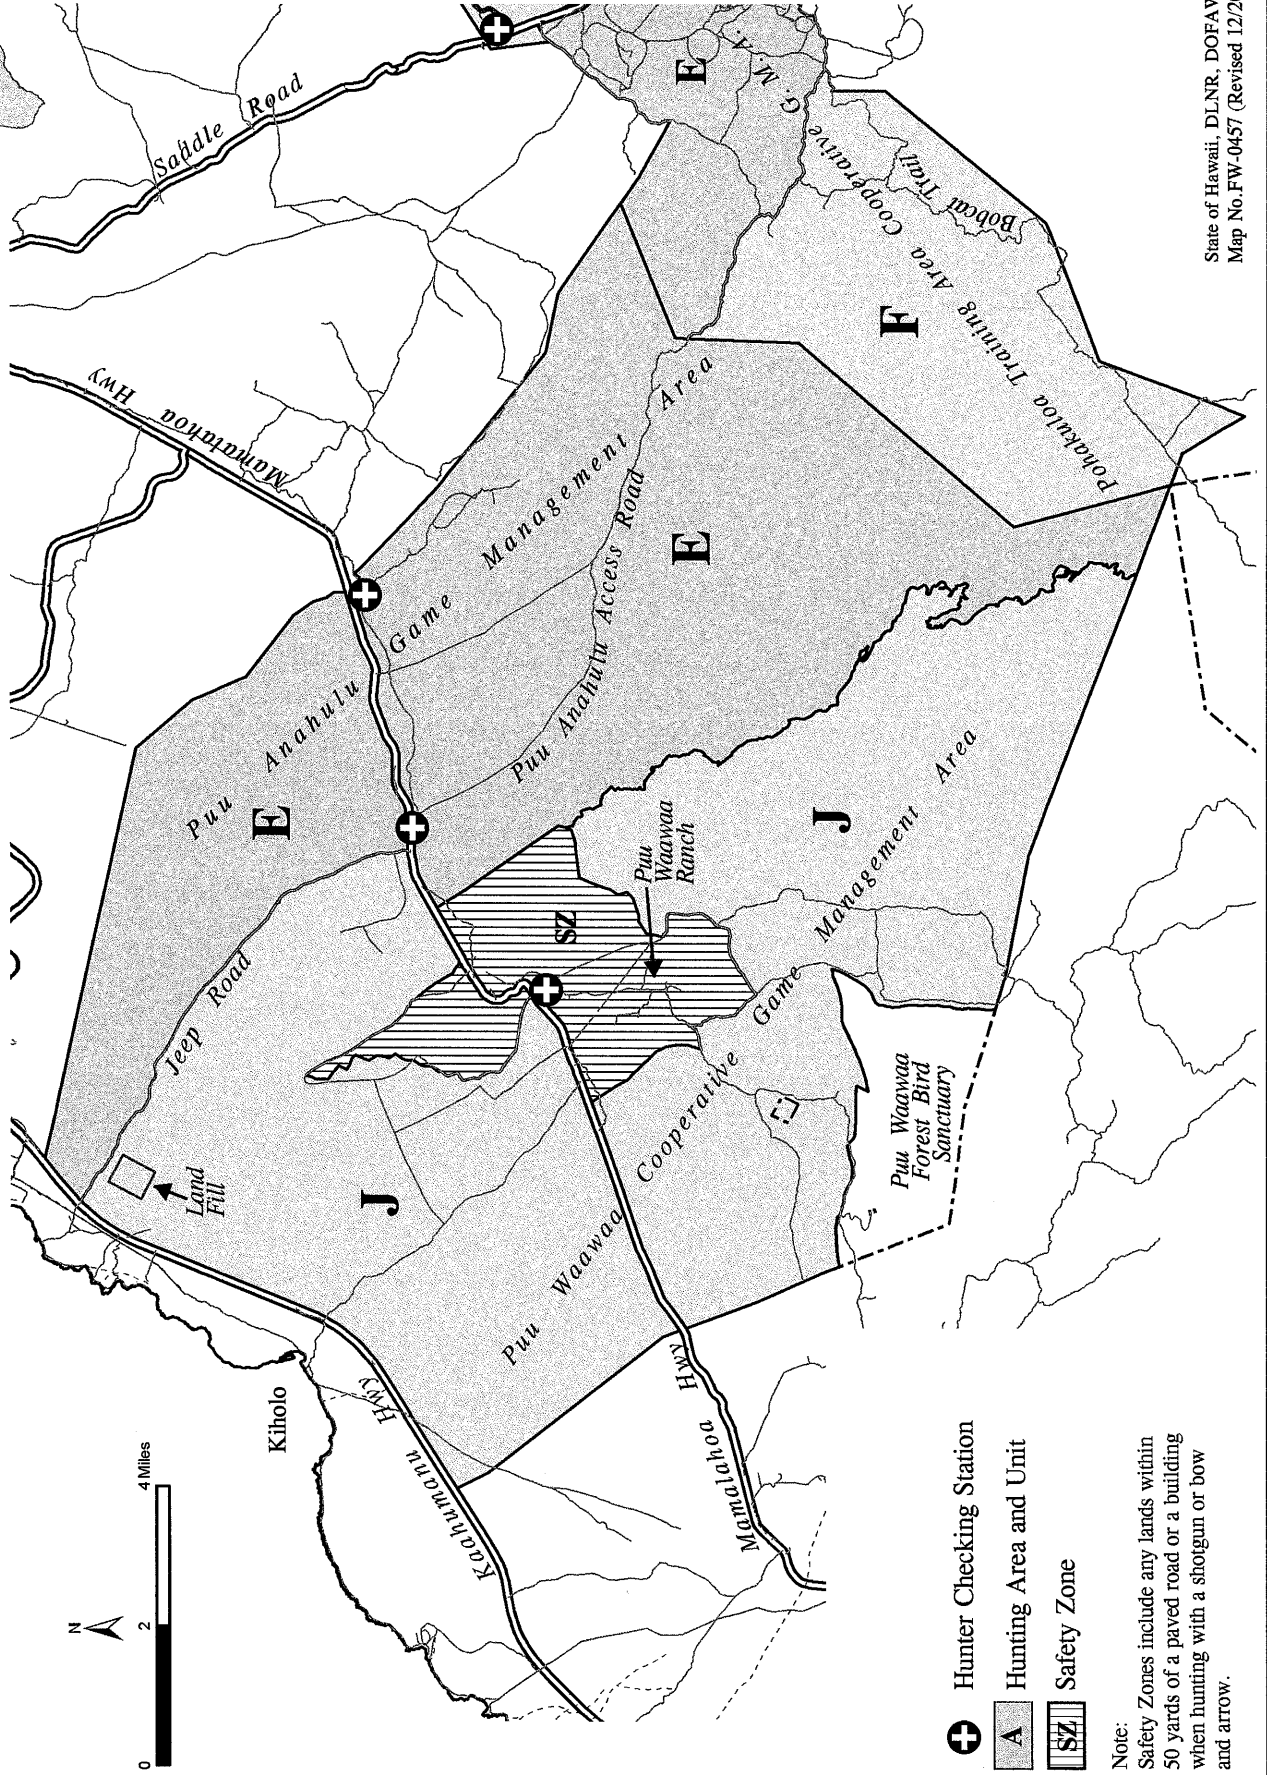 Saddle Road
Mamalahoa Hwy
E
G. M. A.
Bobcat Trail
F
Pohakuloa Training Area Cooperative
Puu Anahulu Game Management Area
E
Puu Anahulu Access Road
E
Jeep Road
SZ
Puu
Waawaa
Ranch
J
Land
Fill
J
Puu Waawaa Cooperative Game Management Area
Puu Waawaa
Forest Bird
Sanctuary
Kiholo
Kaahumanu Hwy
Mamalahoa Hwy
N
0 2 4 Miles
Hunter Checking Station
A Hunting Area and Unit
SZ Safety Zone
Note:
Safety Zones include any lands within
50 yards of a paved road or a building
when hunting with a shotgun or bow
and arrow.
State of Hawaii, DLNR, DOFAW
Map No.FW-0457 (Revised 12/2